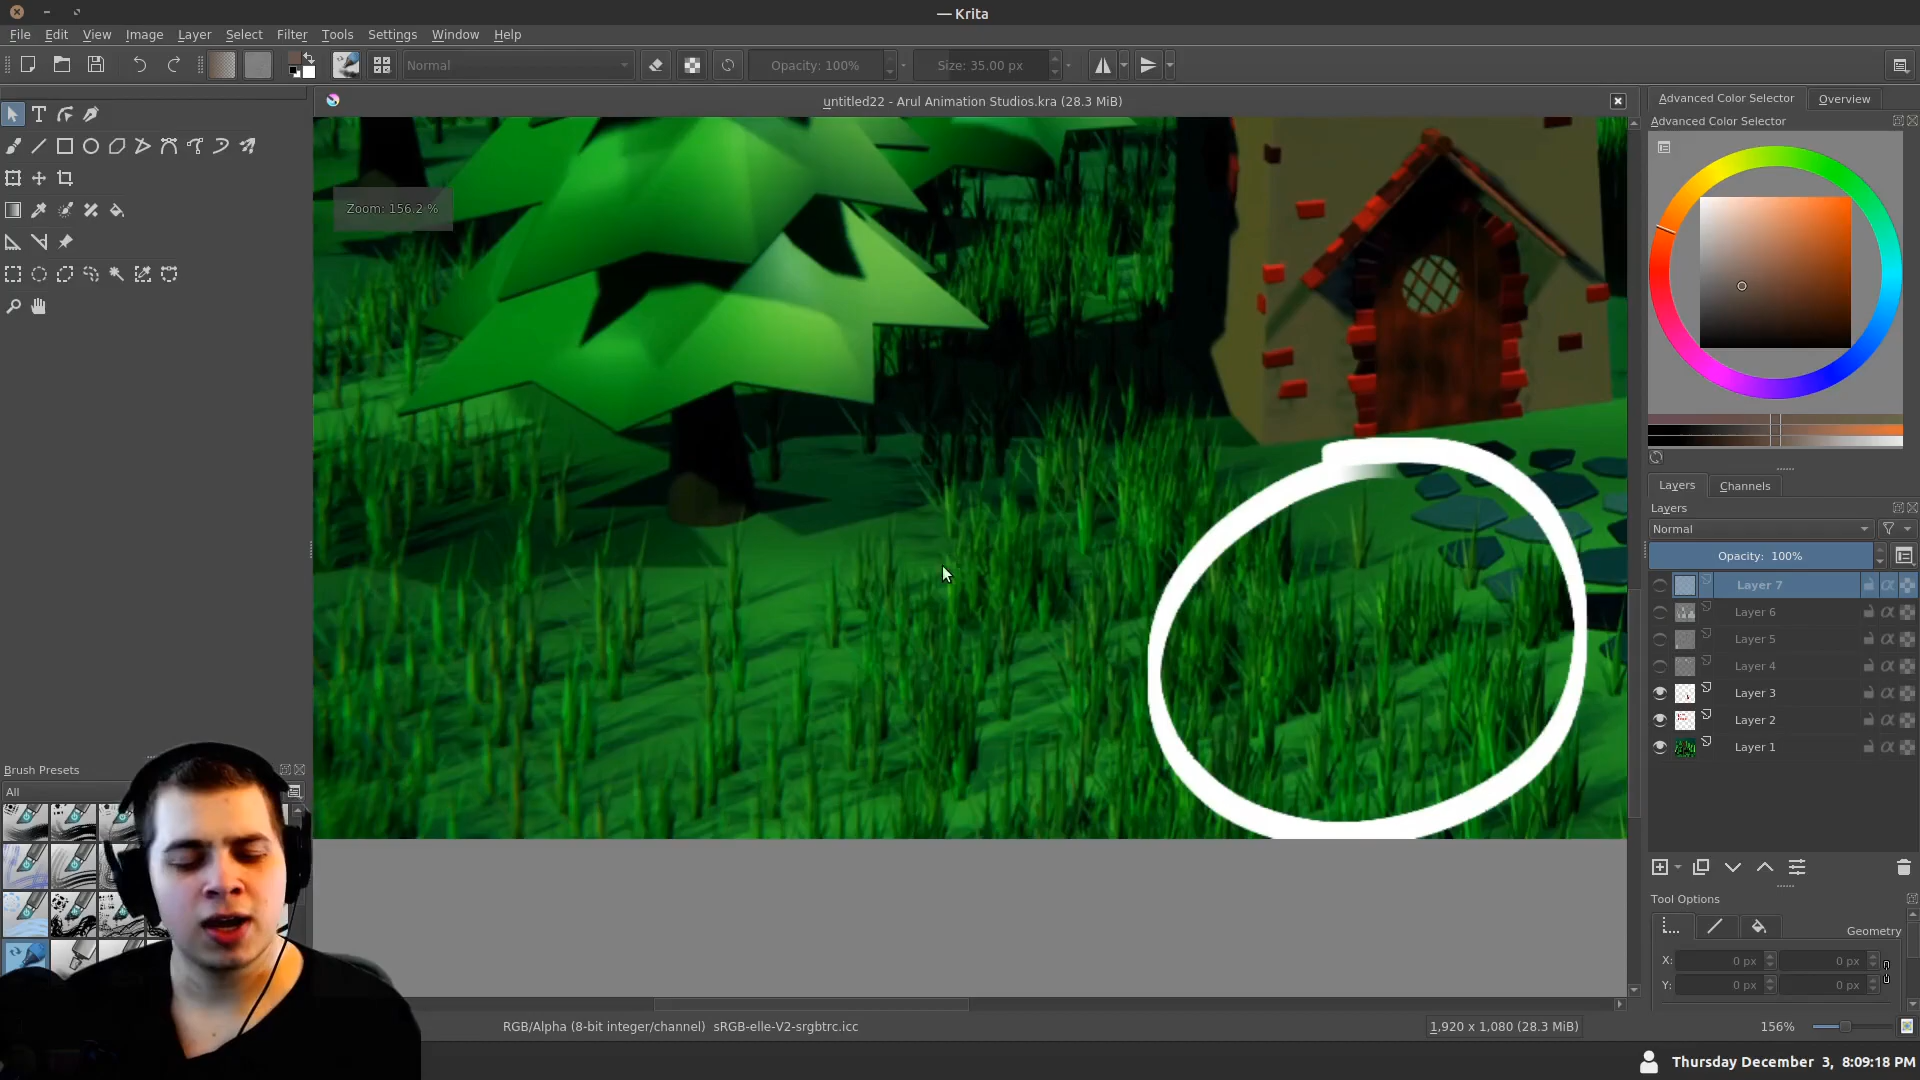 — Krita
File Edit View Image Layer Select Filter Tools Settings Window Help
Normal Opacity: 100% Size: 35.00 px
untitled22 - Arul Animation Studios.kra (28.3 MiB)
Zoom: 156.2 %
Advanced Color Selector Overview
Advanced Color Selector
Layers Channels
Layers
Normal
Opacity: 100%
Layer 7
Layer 6
Layer 5
Layer 4
Layer 3
Layer 2
Layer 1
Brush Presets
All
Tool Options
Geometry
X: 0 px 0 px
Y: 0 px 0 px
RGB/Alpha (8-bit integer/channel) sRGB-elle-V2-srgbtrc.icc 1,920 x 1,080 (28.3 MiB) 156%
Thursday December 3, 8:09:18 PM